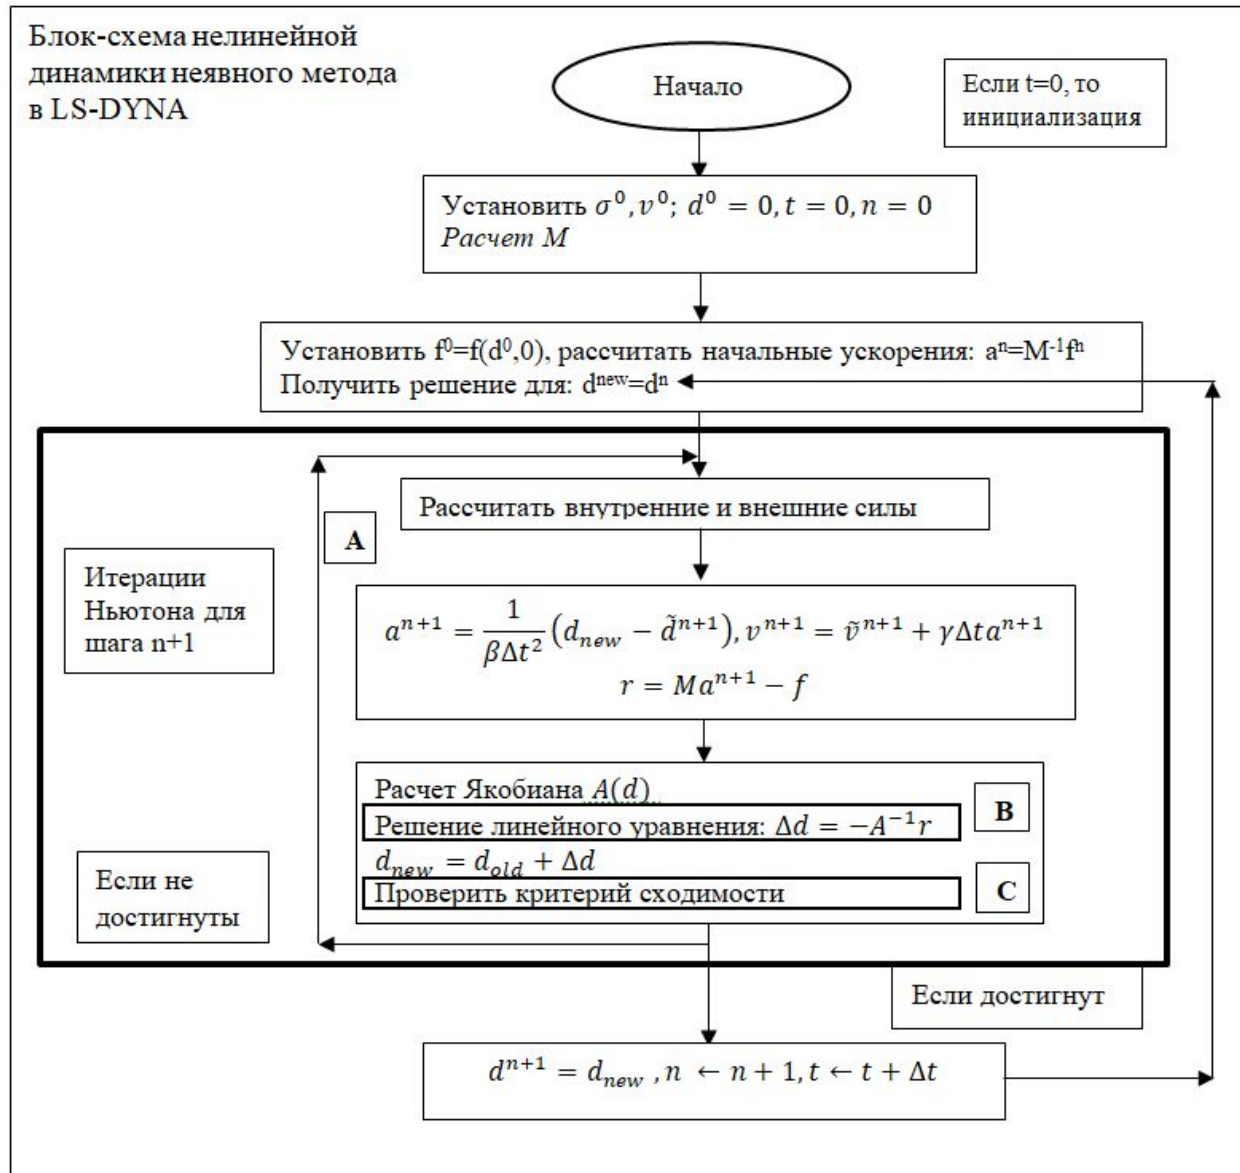 Блок-схема нелинейной
динамики неявного метода
в LS-DYNA
Начало
Если t=0, то
инициализация
Установить σ⁰, v⁰; d⁰ = 0, t = 0, n = 0
Расчет M
Установить f⁰=f(d⁰,0), рассчитать начальные ускорения: aⁿ=M⁻¹fⁿ
Получить решение для: dⁿᵉʷ=dⁿ
Рассчитать внутренние и внешние силы
A
Итерации
Ньютона для
шага n+1
aⁿ⁺¹ = 1/(βΔt²) (d_new − d̃ⁿ⁺¹), vⁿ⁺¹ = ṽⁿ⁺¹ + γΔtaⁿ⁺¹
r = Maⁿ⁺¹ − f
Расчет Якобиана A(d)
B
Решение линейного уравнения: Δd = −A⁻¹r
d_new = d_old + Δd
Проверить критерий сходимости
C
Если не
достигнуты
Если достигнут
dⁿ⁺¹ = d_new , n ← n + 1, t ← t + Δt